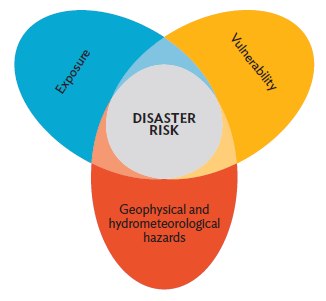 Exposure
Vulnerability
DISASTER
RISK
Geophysical and
hydrometeorological
hazards